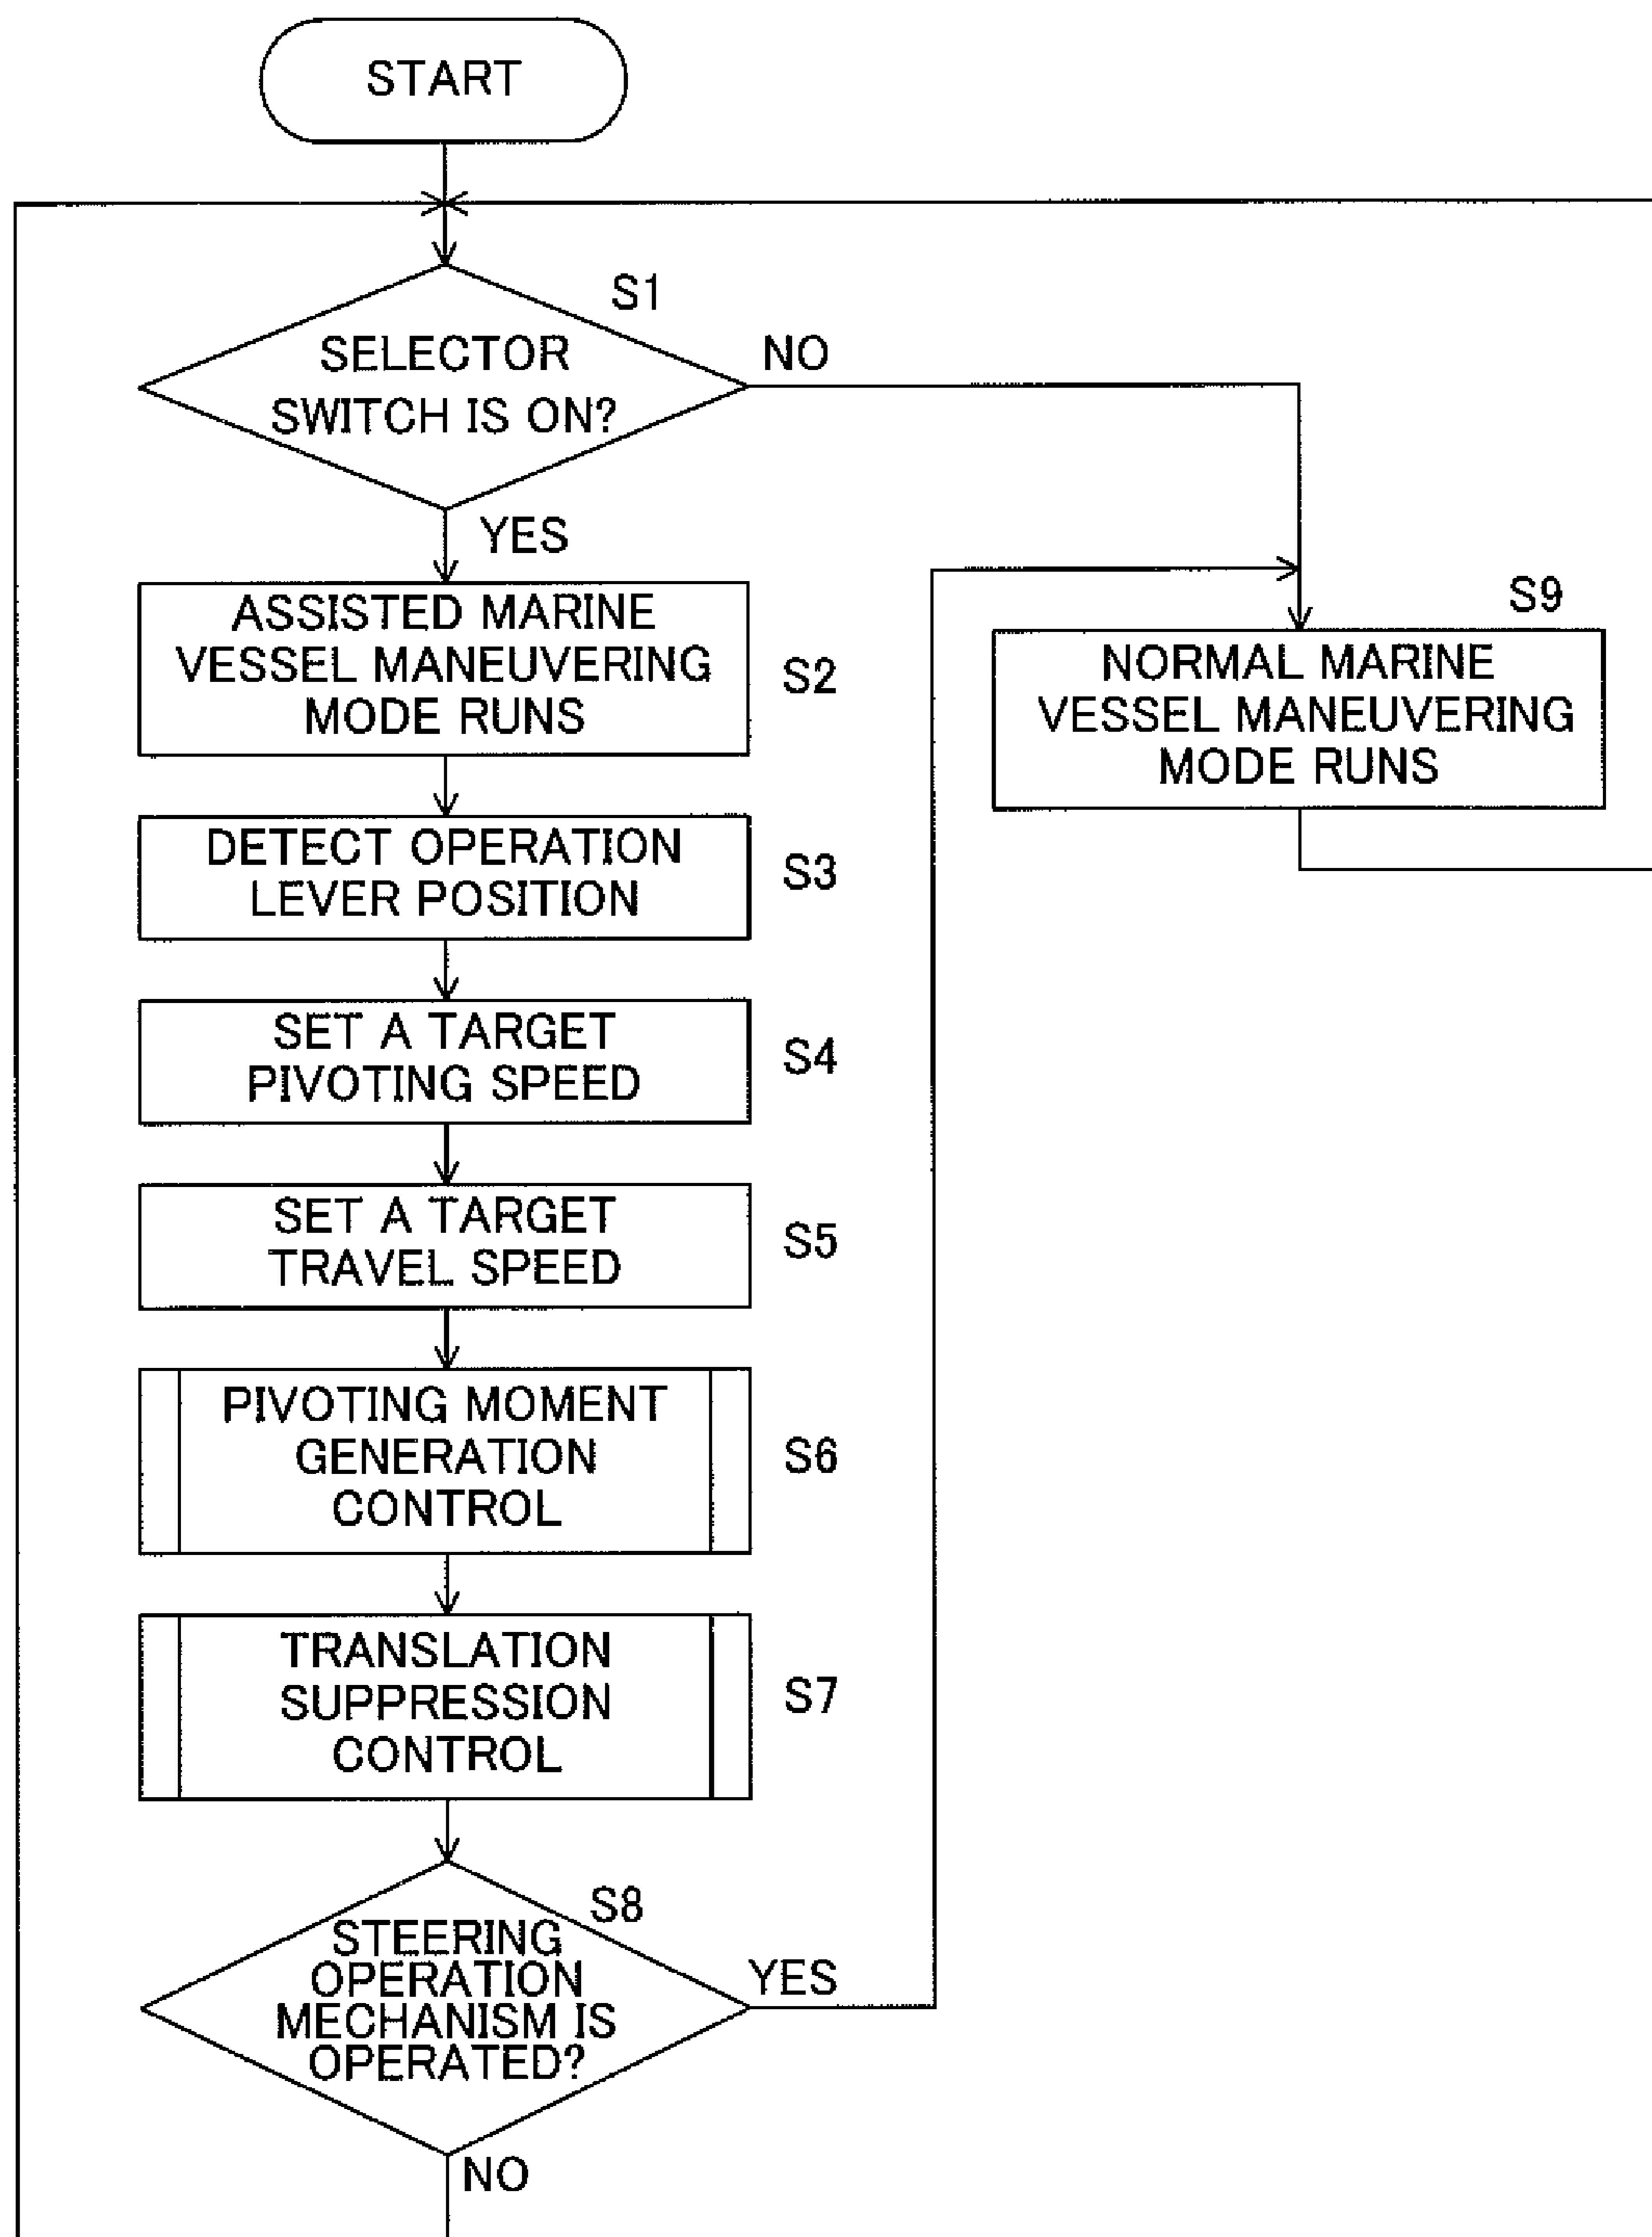 START
S1
SELECTOR
SWITCH IS ON?
NO
YES
ASSISTED MARINE
VESSEL MANEUVERING
MODE RUNS
S2
S9
NORMAL MARINE
VESSEL MANEUVERING
MODE RUNS
DETECT OPERATION
LEVER POSITION
S3
SET A TARGET
PIVOTING SPEED
S4
SET A TARGET
TRAVEL SPEED
S5
PIVOTING MOMENT
GENERATION
CONTROL
S6
TRANSLATION
SUPPRESSION
CONTROL
S7
S8
STEERING
OPERATION
MECHANISM IS
OPERATED?
YES
NO